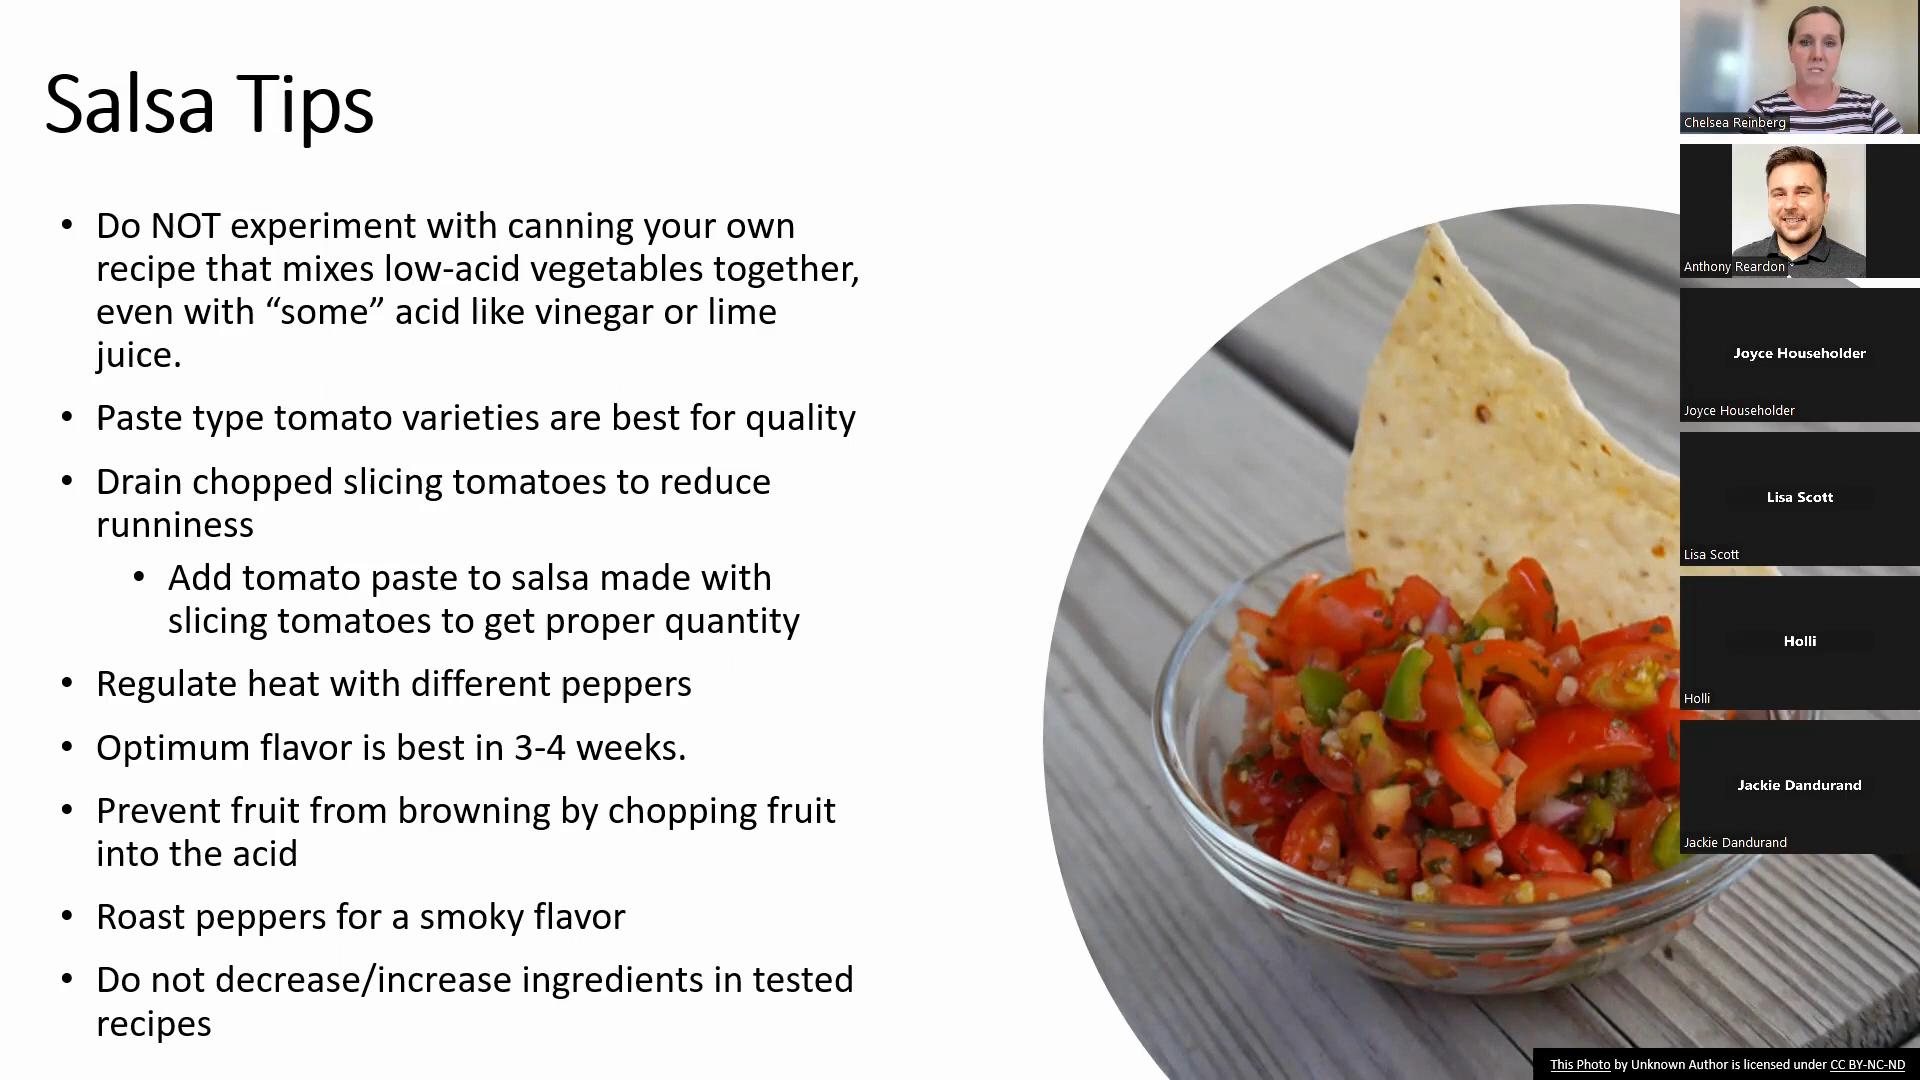 Salsa Tips
• Do NOT experiment with canning your own
recipe that mixes low-acid vegetables together,
even with “some” acid like vinegar or lime
juice.
• Paste type tomato varieties are best for quality
• Drain chopped slicing tomatoes to reduce
runniness
• Add tomato paste to salsa made with
slicing tomatoes to get proper quantity
• Regulate heat with different peppers
• Optimum flavor is best in 3-4 weeks.
• Prevent fruit from browning by chopping fruit
into the acid
• Roast peppers for a smoky flavor
• Do not decrease/increase ingredients in tested
recipes
Chelsea Reinberg
Anthony Reardon
Joyce Householder
Joyce Householder
Lisa Scott
Lisa Scott
Holli
Holli
Jackie Dandurand
Jackie Dandurand
This Photo by Unknown Author is licensed under CC BY-NC-ND